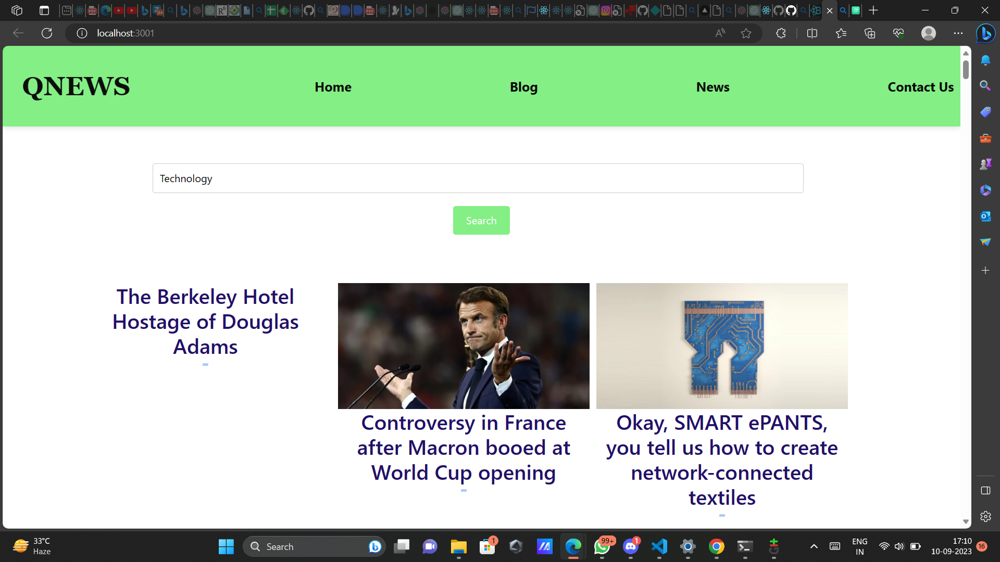 localhost:3001
QNEWS
Home
Blog
News
Contact Us
Technology
Search
The Berkeley Hotel
Hostage of Douglas
Adams
Controversy in France
after Macron booed at
World Cup opening
Okay, SMART ePANTS,
you tell us how to create
network-connected
textiles
33°C
Haze
Search
1
99+
1
ENG
IN
17:10
10-09-2023
16